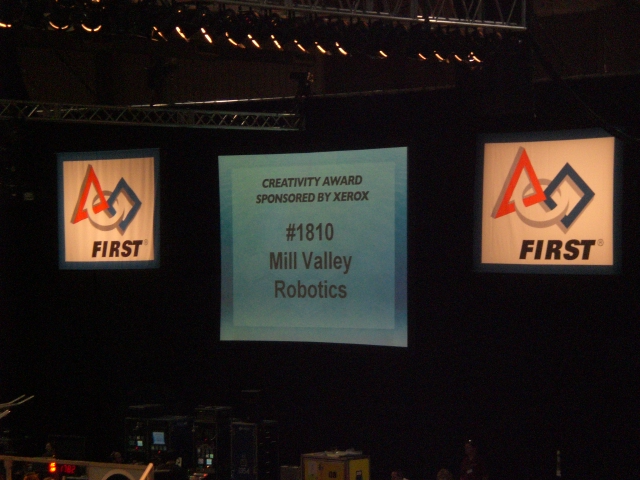 CREATIVITY AWARD
SPONSORED BY XEROX
#1810
Mill Valley
Robotics
FIRST®
FIRST®